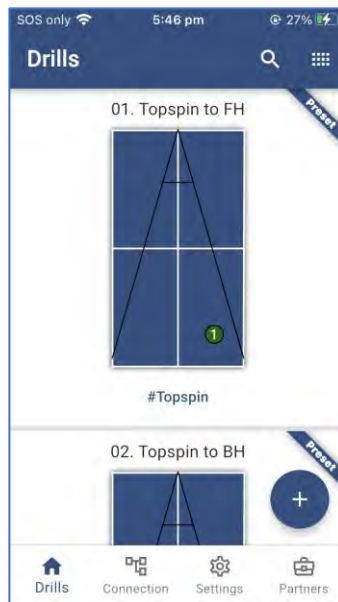 SOS only 5:46 pm 27%
Drills
01. Topspin to FH
Preset
1
#Topspin
02. Topspin to BH
Preset
+
Drills Connection Settings Partners